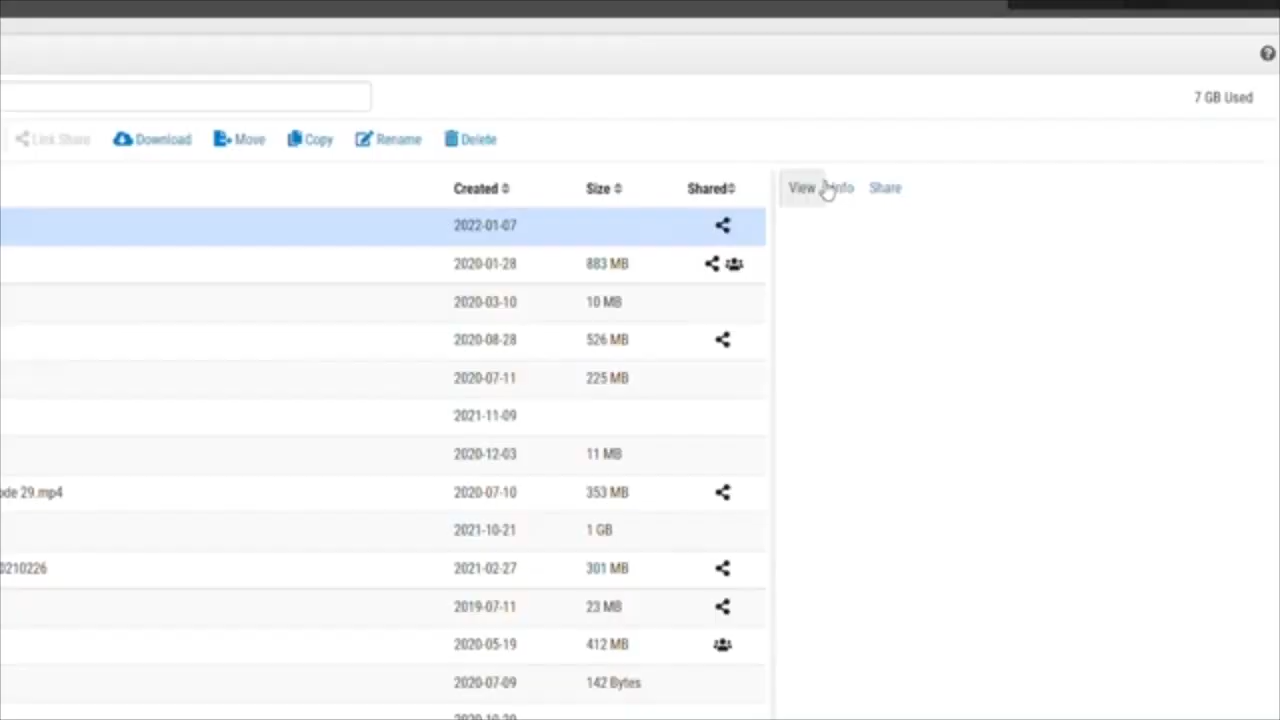 7 GB Used
Link Share Download Move Copy Rename Delete
Created Size Shared View Info Share
2022-01-07
2020-01-28 883 MB
2020-03-10 10 MB
2020-08-28 526 MB
2020-07-11 225 MB
2021-11-09
2020-12-03 11 MB
ode 29.mp4 2020-07-10 353 MB
2021-10-21 1 GB
0210226 2021-02-27 301 MB
2019-07-11 23 MB
2020-05-19 412 MB
2020-07-09 142 Bytes